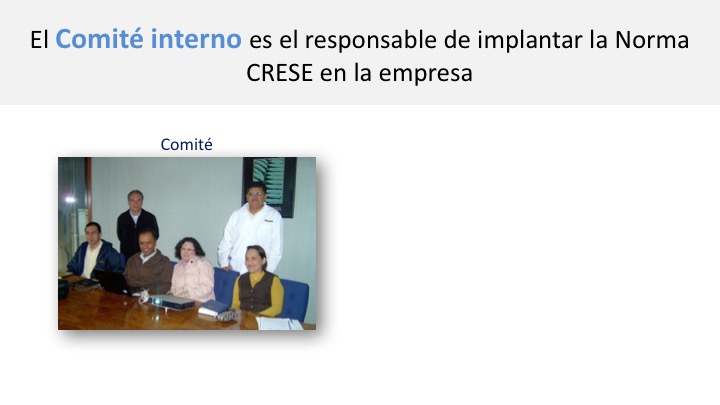 El Comité interno es el responsable de implantar la Norma
CRESE en la empresa
Comité